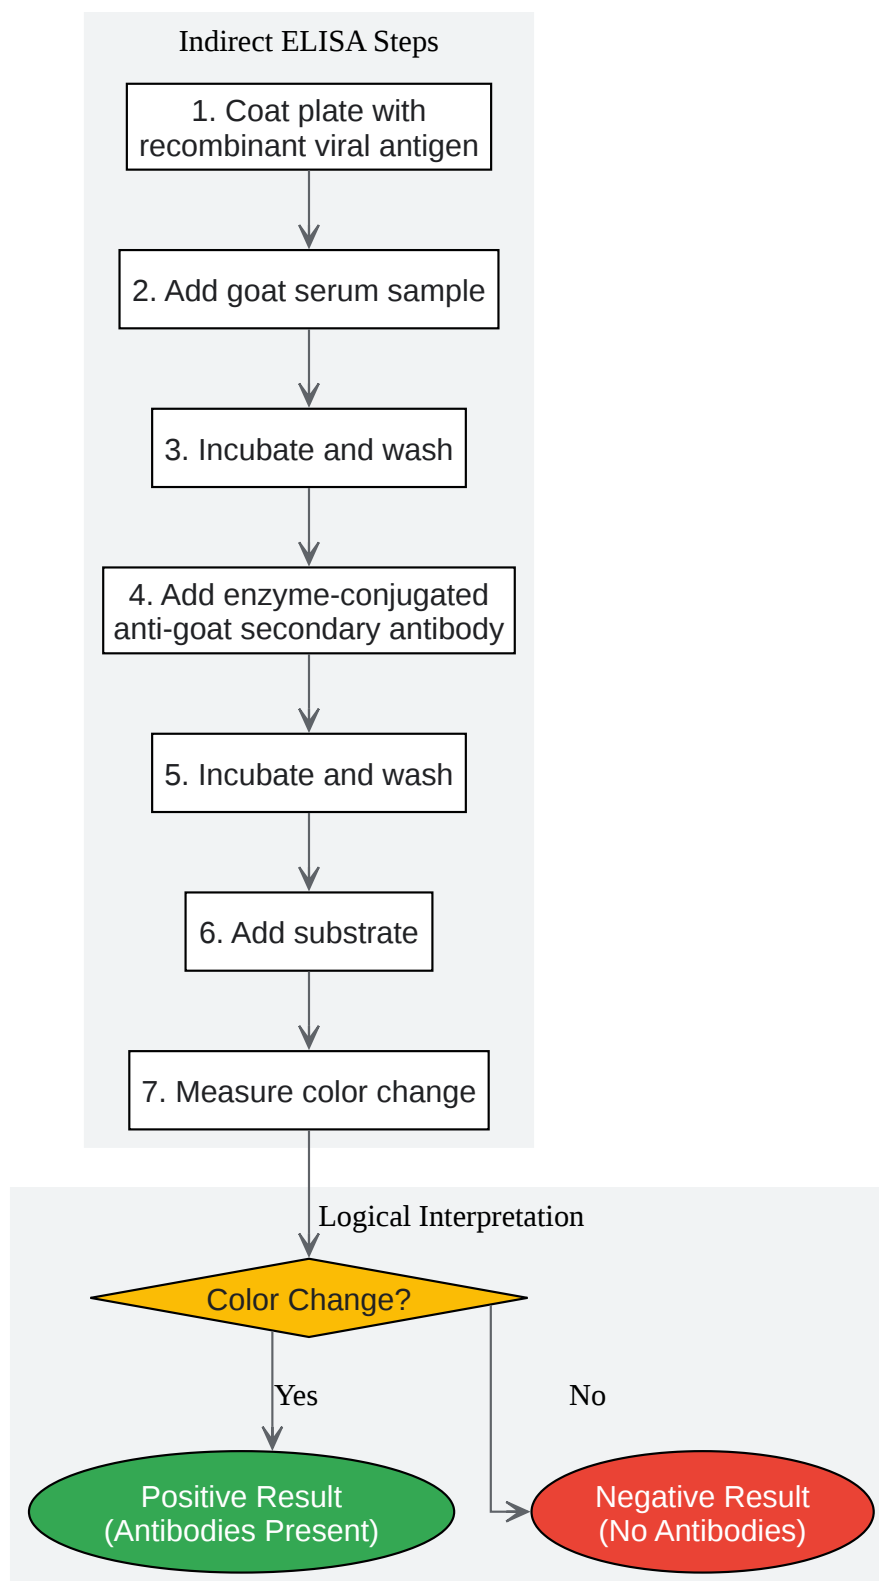 Indirect ELISA Steps
1. Coat plate with
recombinant viral antigen
2. Add goat serum sample
3. Incubate and wash
4. Add enzyme-conjugated
anti-goat secondary antibody
5. Incubate and wash
6. Add substrate
7. Measure color change
Logical Interpretation
Color Change?
Yes
No
Positive Result
(Antibodies Present)
Negative Result
(No Antibodies)